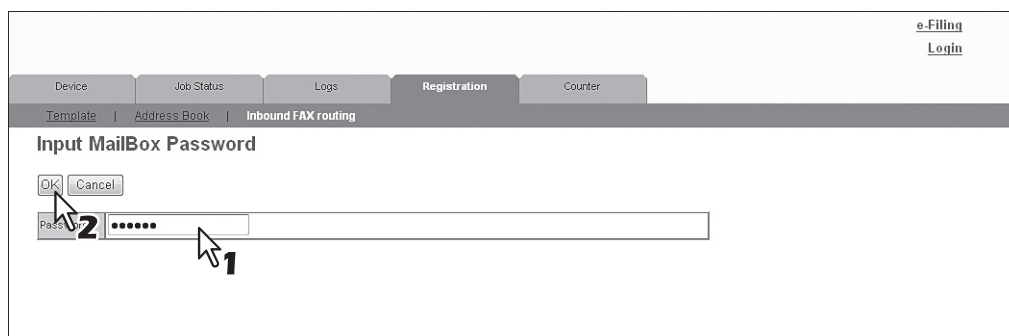 e-Filing
Login
Device Job Status Logs Registration Counter
Template | Address Book | Inbound FAX routing
Input MailBox Password
OK Cancel
Password ••••••
2
1